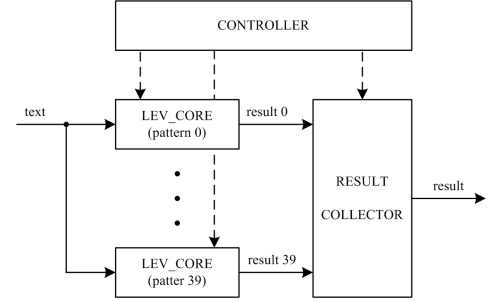 CONTROLLER
text
LEV_CORE
(pattern 0)
result 0
RESULT
COLLECTOR
result
LEV_CORE
(patter 39)
result 39